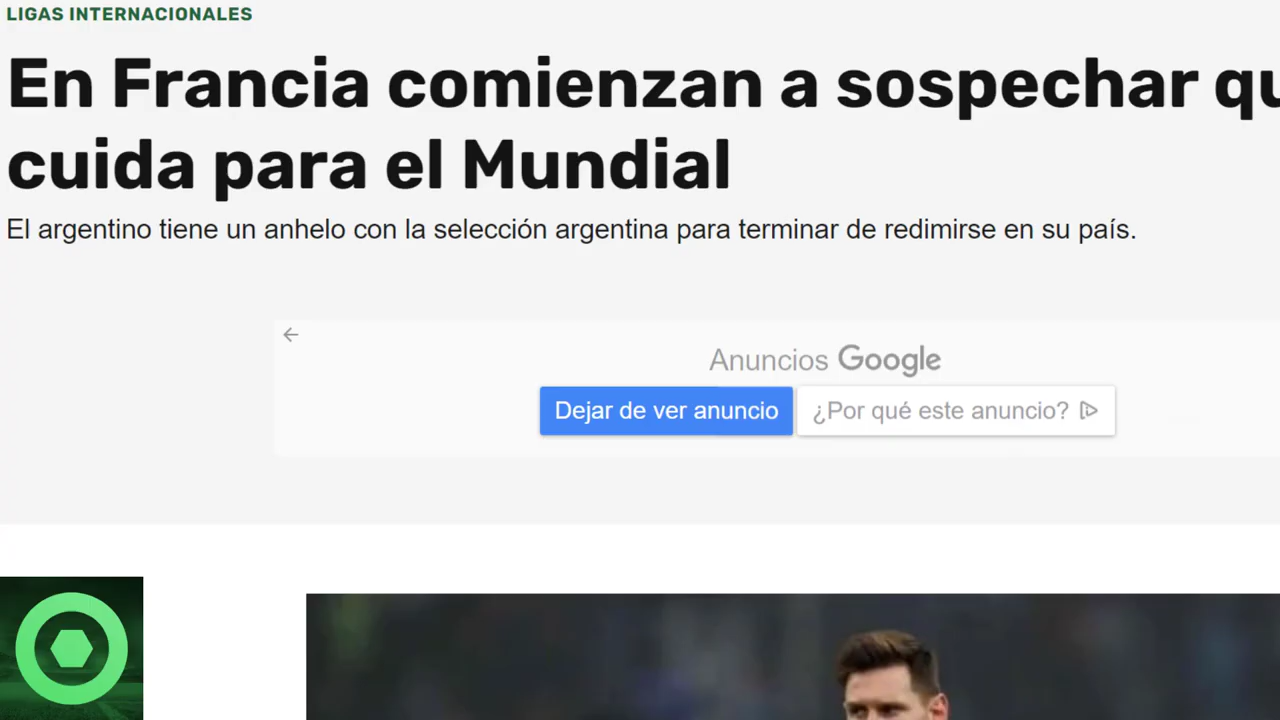 LIGAS INTERNACIONALES
En Francia comienzan a sospechar qu
cuida para el Mundial
El argentino tiene un anhelo con la selección argentina para terminar de redimirse en su país.
Anuncios Google
Dejar de ver anuncio
¿Por qué este anuncio?